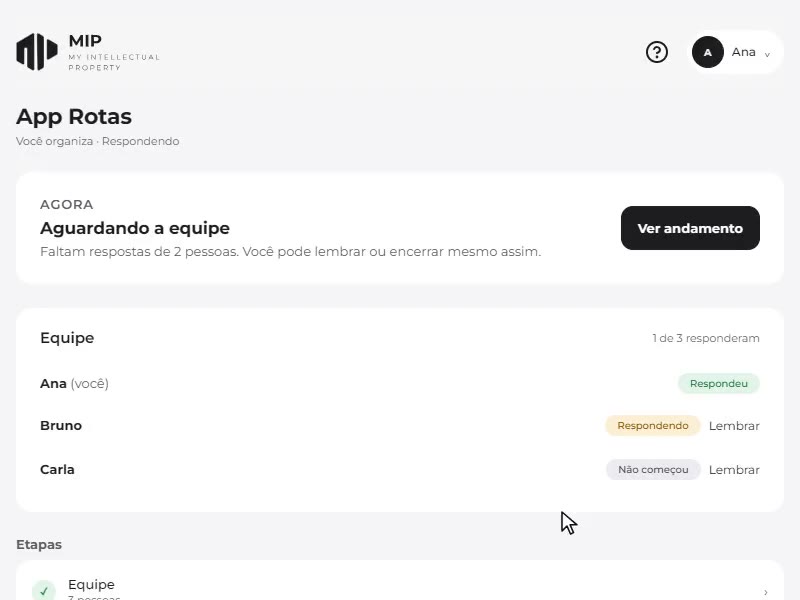 MIP
MY INTELLECTUAL
PROPERTY
A
Ana
App Rotas
Você organiza · Respondendo
AGORA
Aguardando a equipe
Faltam respostas de 2 pessoas. Você pode lembrar ou encerrar mesmo assim.
Ver andamento
Equipe
1 de 3 responderam
Ana (você)
Respondeu
Bruno
Respondendo
Lembrar
Carla
Não começou
Lembrar
Etapas
Equipe
3 pessoas